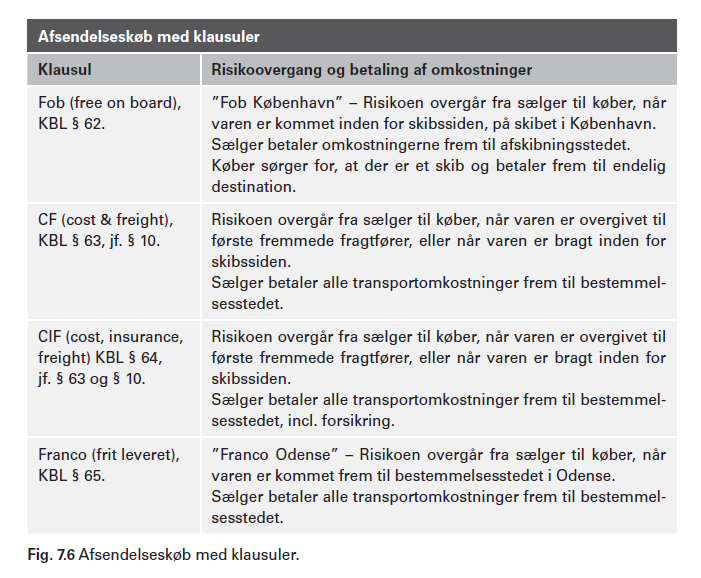 Afsendelseskøb med klausuler
Klausul
Risikoovergang og betaling af omkostninger
Fob (free on board),
KBL § 62.
”Fob København” – Risikoen overgår fra sælger til køber, når
varen er kommet inden for skibssiden, på skibet i København.
Sælger betaler omkostningerne frem til afskibningsstedet.
Køber sørger for, at der er et skib og betaler frem til endelig
destination.
CF (cost & freight),
KBL § 63, jf. § 10.
Risikoen overgår fra sælger til køber, når varen er overgivet til
første fremmede fragtfører, eller når varen er bragt inden for
skibssiden.
Sælger betaler alle transportomkostninger frem til bestemmel-
sesstedet.
CIF (cost, insurance,
freight) KBL § 64,
jf. § 63 og § 10.
Risikoen overgår fra sælger til køber, når varen er overgivet til
første fremmede fragtfører, eller når varen er bragt inden for
skibssiden.
Sælger betaler alle transportomkostninger frem til bestemmel-
sesstedet, incl. forsikring.
Franco (frit leveret),
KBL § 65.
”Franco Odense” – Risikoen overgår fra sælger til køber, når
varen er kommet frem til bestemmelsesstedet i Odense.
Sælger betaler alle transportomkostninger frem til bestemmel-
sesstedet.
Fig. 7.6 Afsendelseskøb med klausuler.